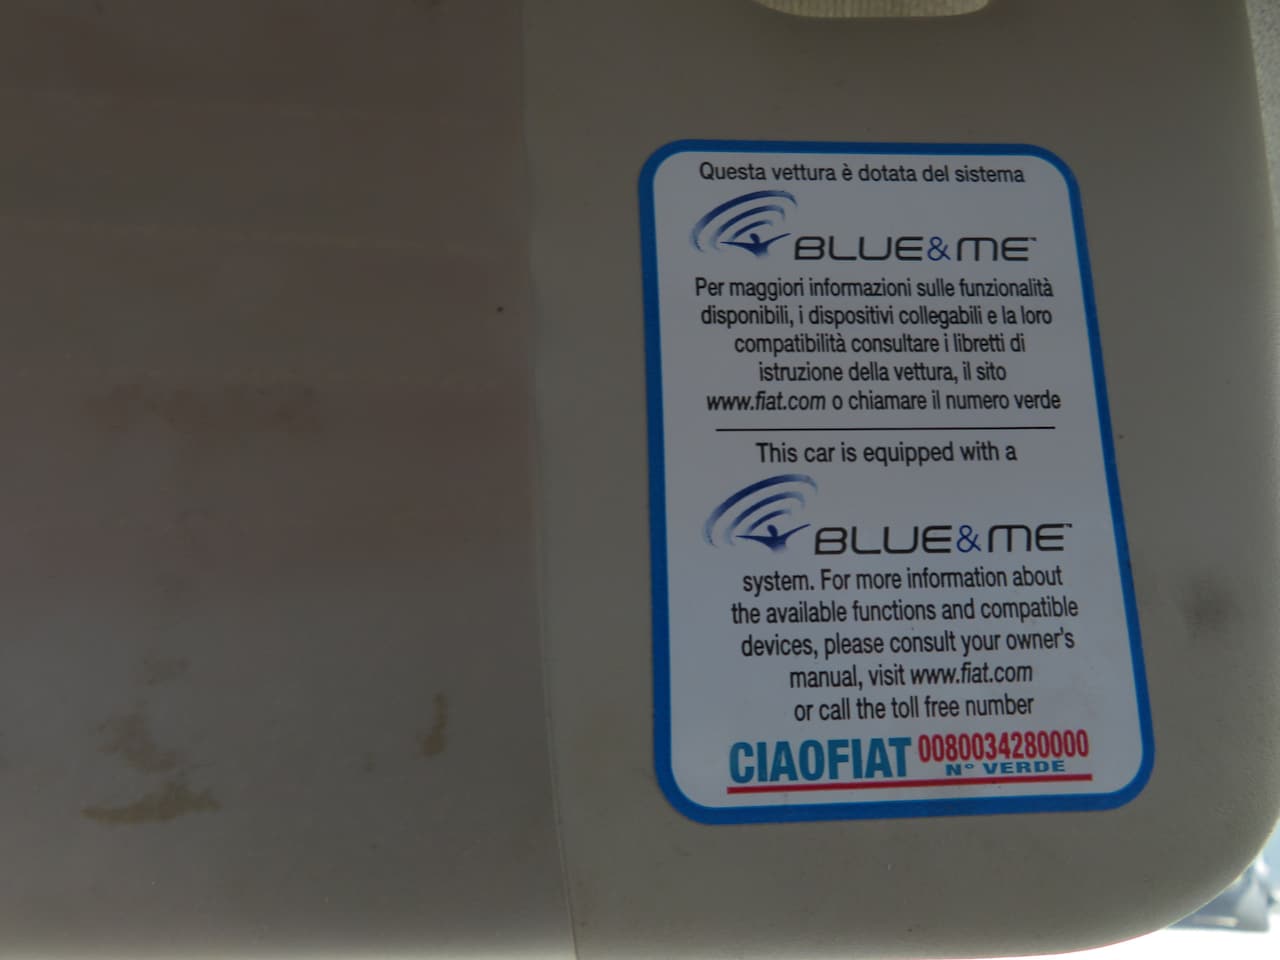 Questa vettura è dotata del sistema
BLUE&ME™
Per maggiori informazioni sulle funzionalità
disponibili, i dispositivi collegabili e la loro
compatibilità consultare i libretti di
istruzione della vettura, il sito
www.fiat.com o chiamare il numero verde
This car is equipped with a
BLUE&ME™
system. For more information about
the available functions and compatible
devices, please consult your owner's
manual, visit www.fiat.com
or call the toll free number
CIAOFIAT 0080034280000
N° VERDE